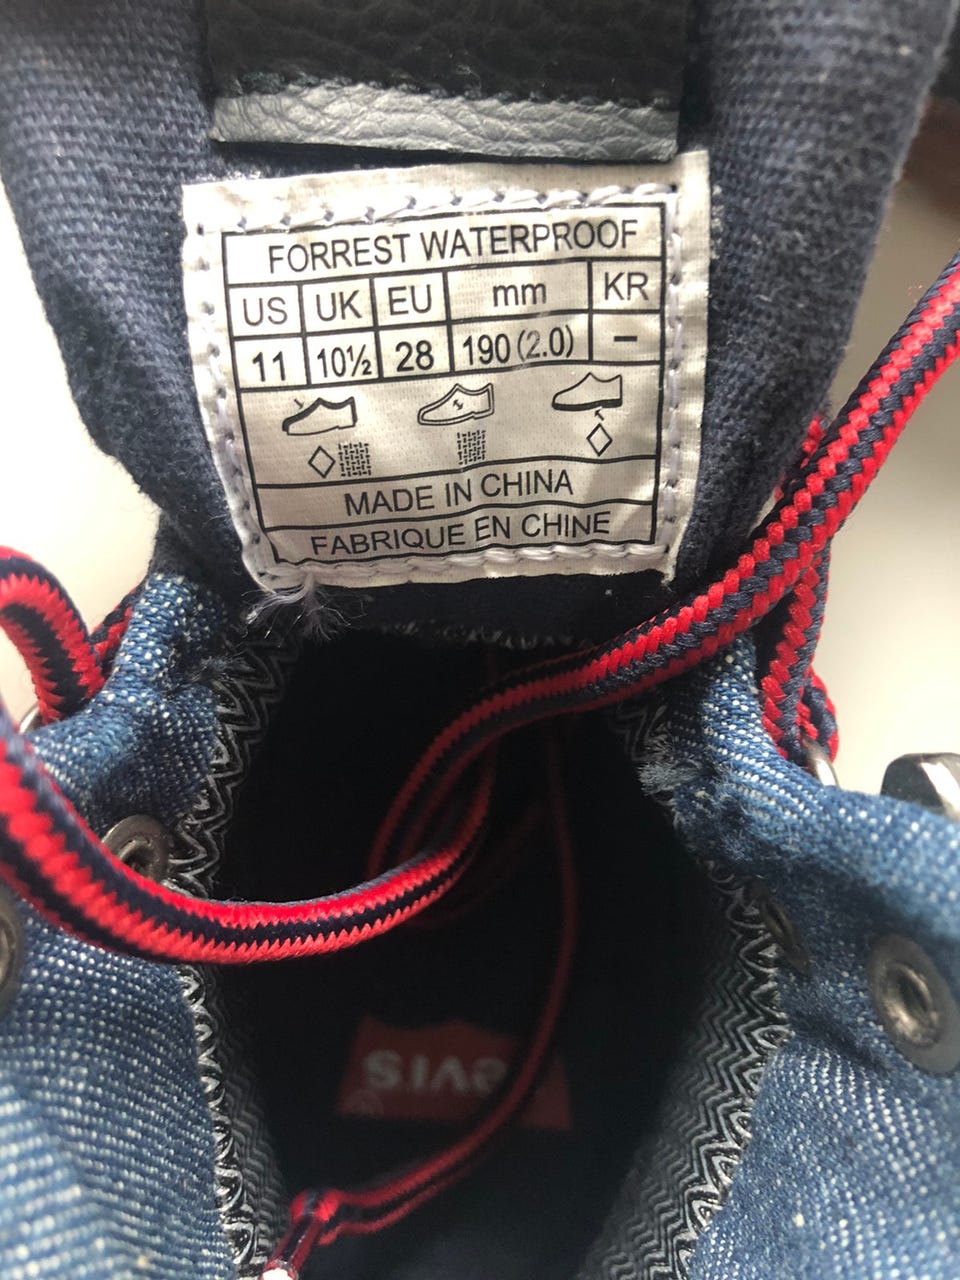 FORREST WATERPROOF
US UK EU mm KR
11 10½ 28 190 (2.0) –
MADE IN CHINA
FABRIQUE EN CHINE